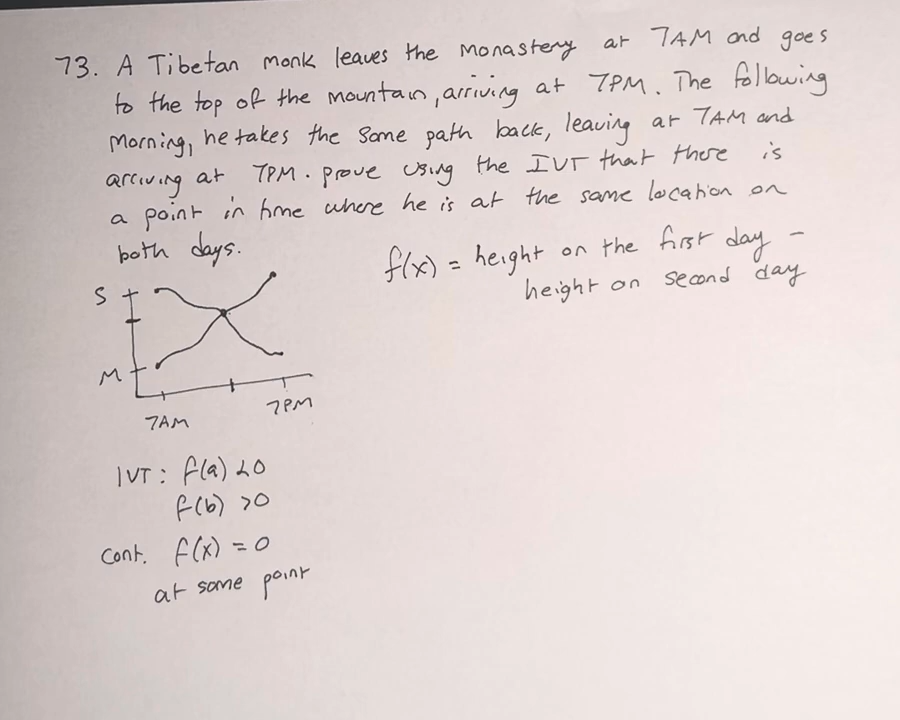 73. A Tibetan monk leaves the monastery at 7AM and goes
to the top of the mountain, arriving at 7PM. The following
morning, he takes the same path back, leaving at 7AM and
arriving at 7PM. prove using the IVT that there is
a point in time where he is at the same location on
both days.
f(x) = height on the first day -
height on second day
S
M
7AM
7PM
IVT: f(a) <0
f(b) >0
Cont. f(x) = 0
at some point